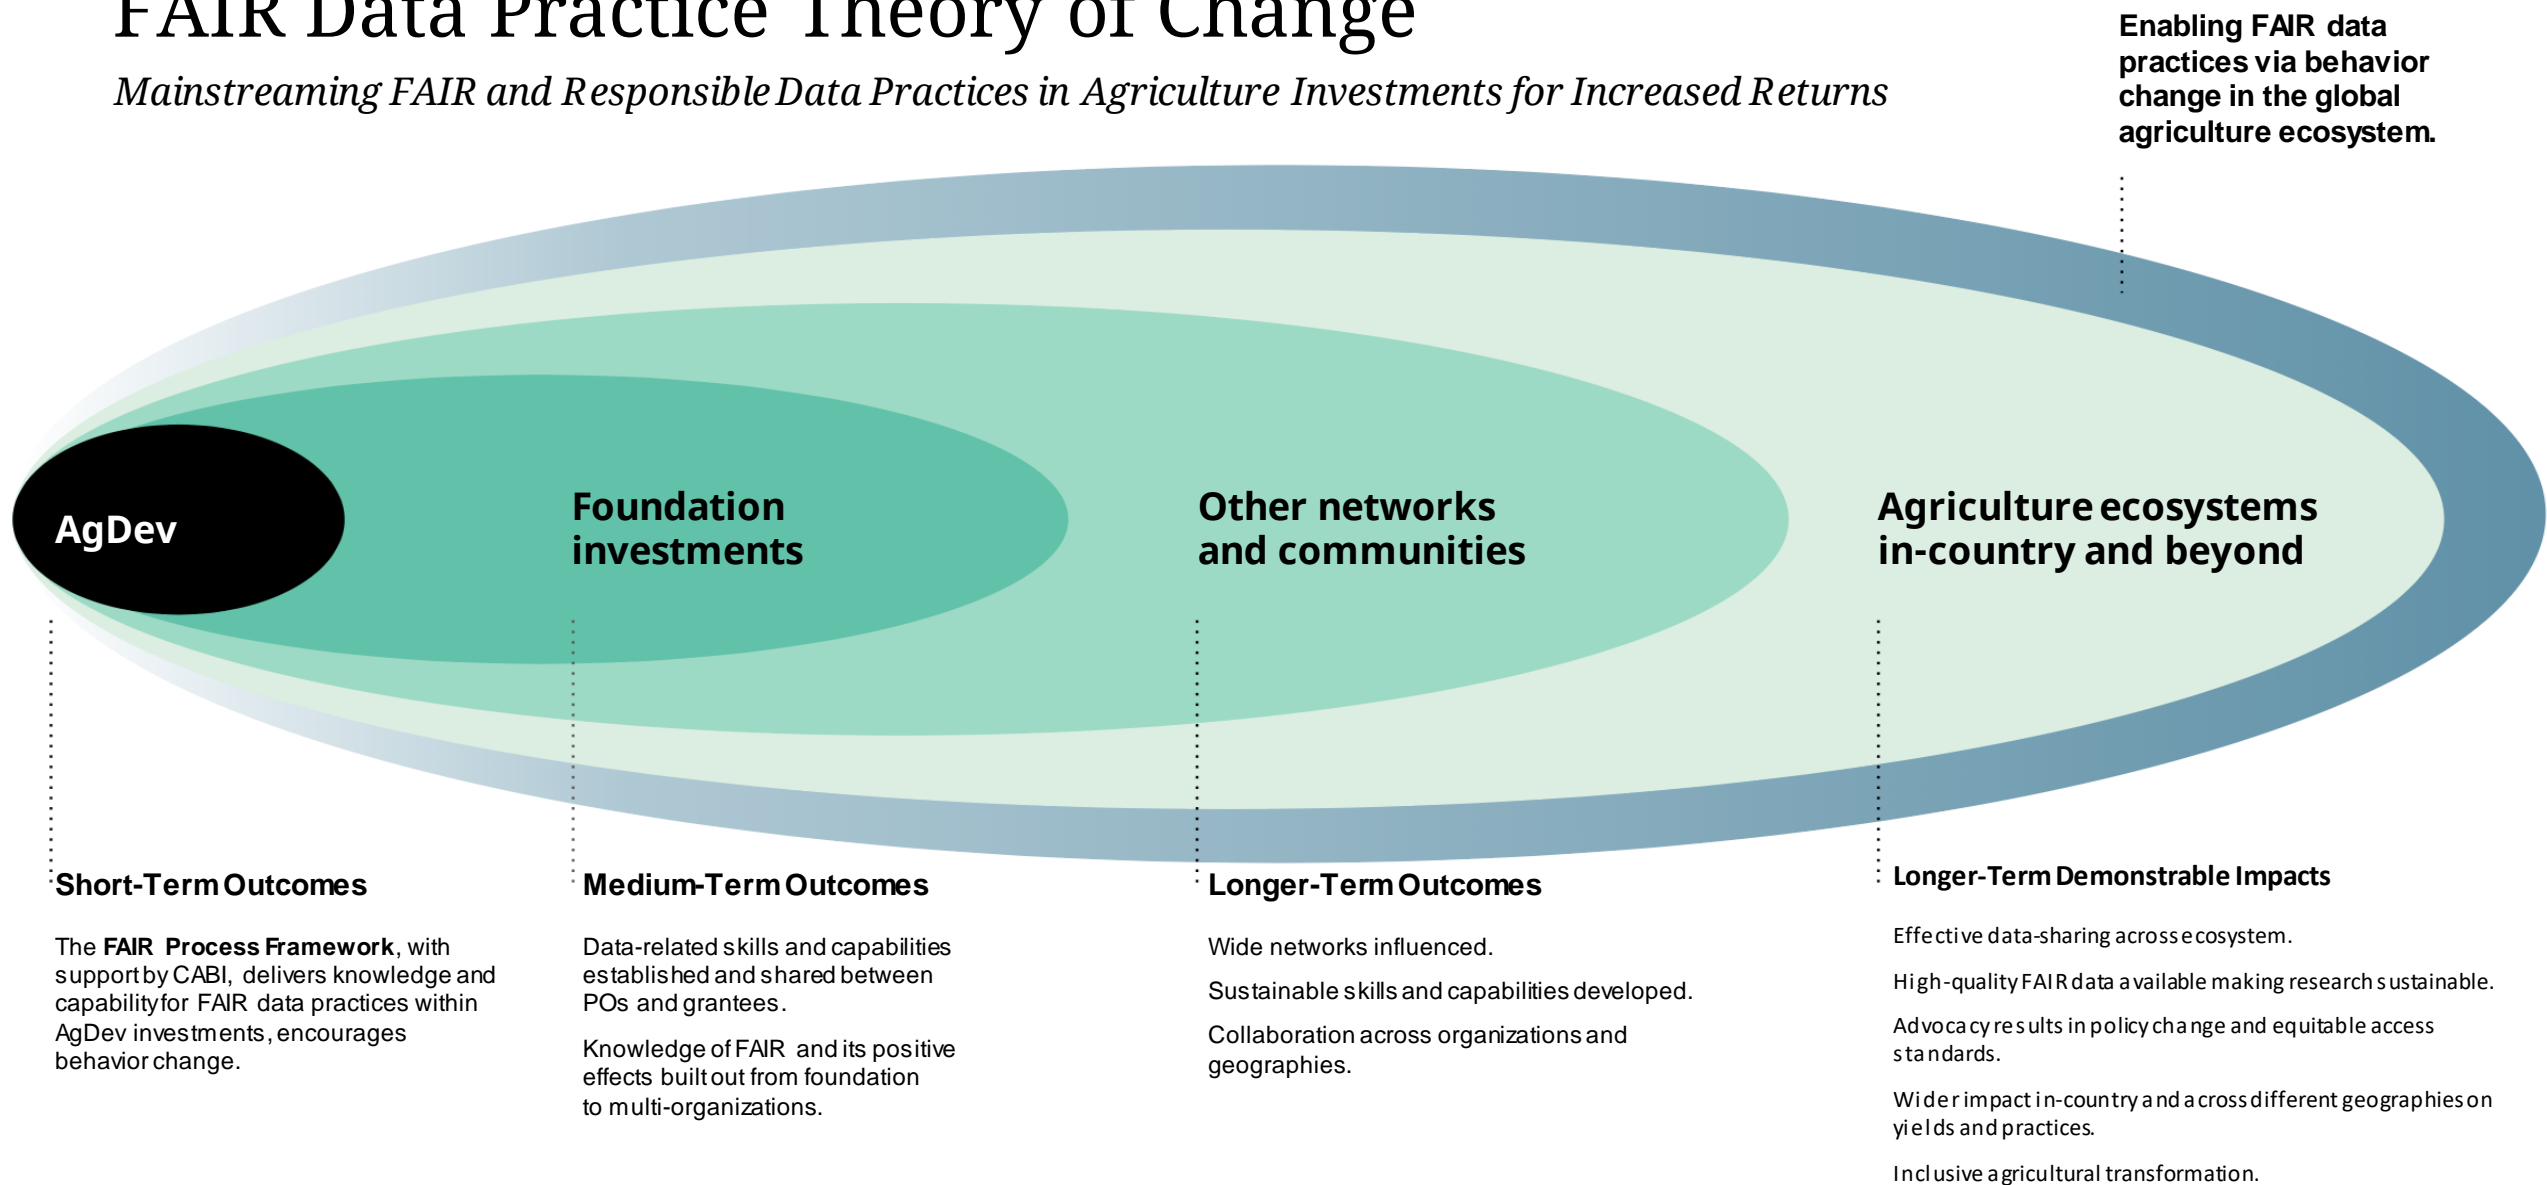 FAIR Data Practice Theory of Change
Mainstreaming FAIR and Responsible Data Practices in Agriculture Investments for Increased Returns
Enabling FAIR data
practices via behavior
change in the global
agriculture ecosystem.
AgDev
Foundation
investments
Other networks
and communities
Agriculture ecosystems
in-country and beyond
Short-Term Outcomes
The FAIR Process Framework, with
support by CABI, delivers knowledge and
capability for FAIR data practices within
AgDev investments, encourages
behavior change.
Medium-Term Outcomes
Data-related skills and capabilities
established and shared between
POs and grantees.
Knowledge of FAIR and its positive
effects built out from foundation
to multi-organizations.
Longer-Term Outcomes
Wide networks influenced.
Sustainable skills and capabilities developed.
Collaboration across organizations and
geographies.
Longer-Term Demonstrable Impacts
Effective data-sharing across ecosystem.
High-quality FAIR data available making research sustainable.
Advocacy results in policy change and equitable access
standards.
Wider impact in-country and across different geographies on
yields and practices.
Inclusive agricultural transformation.